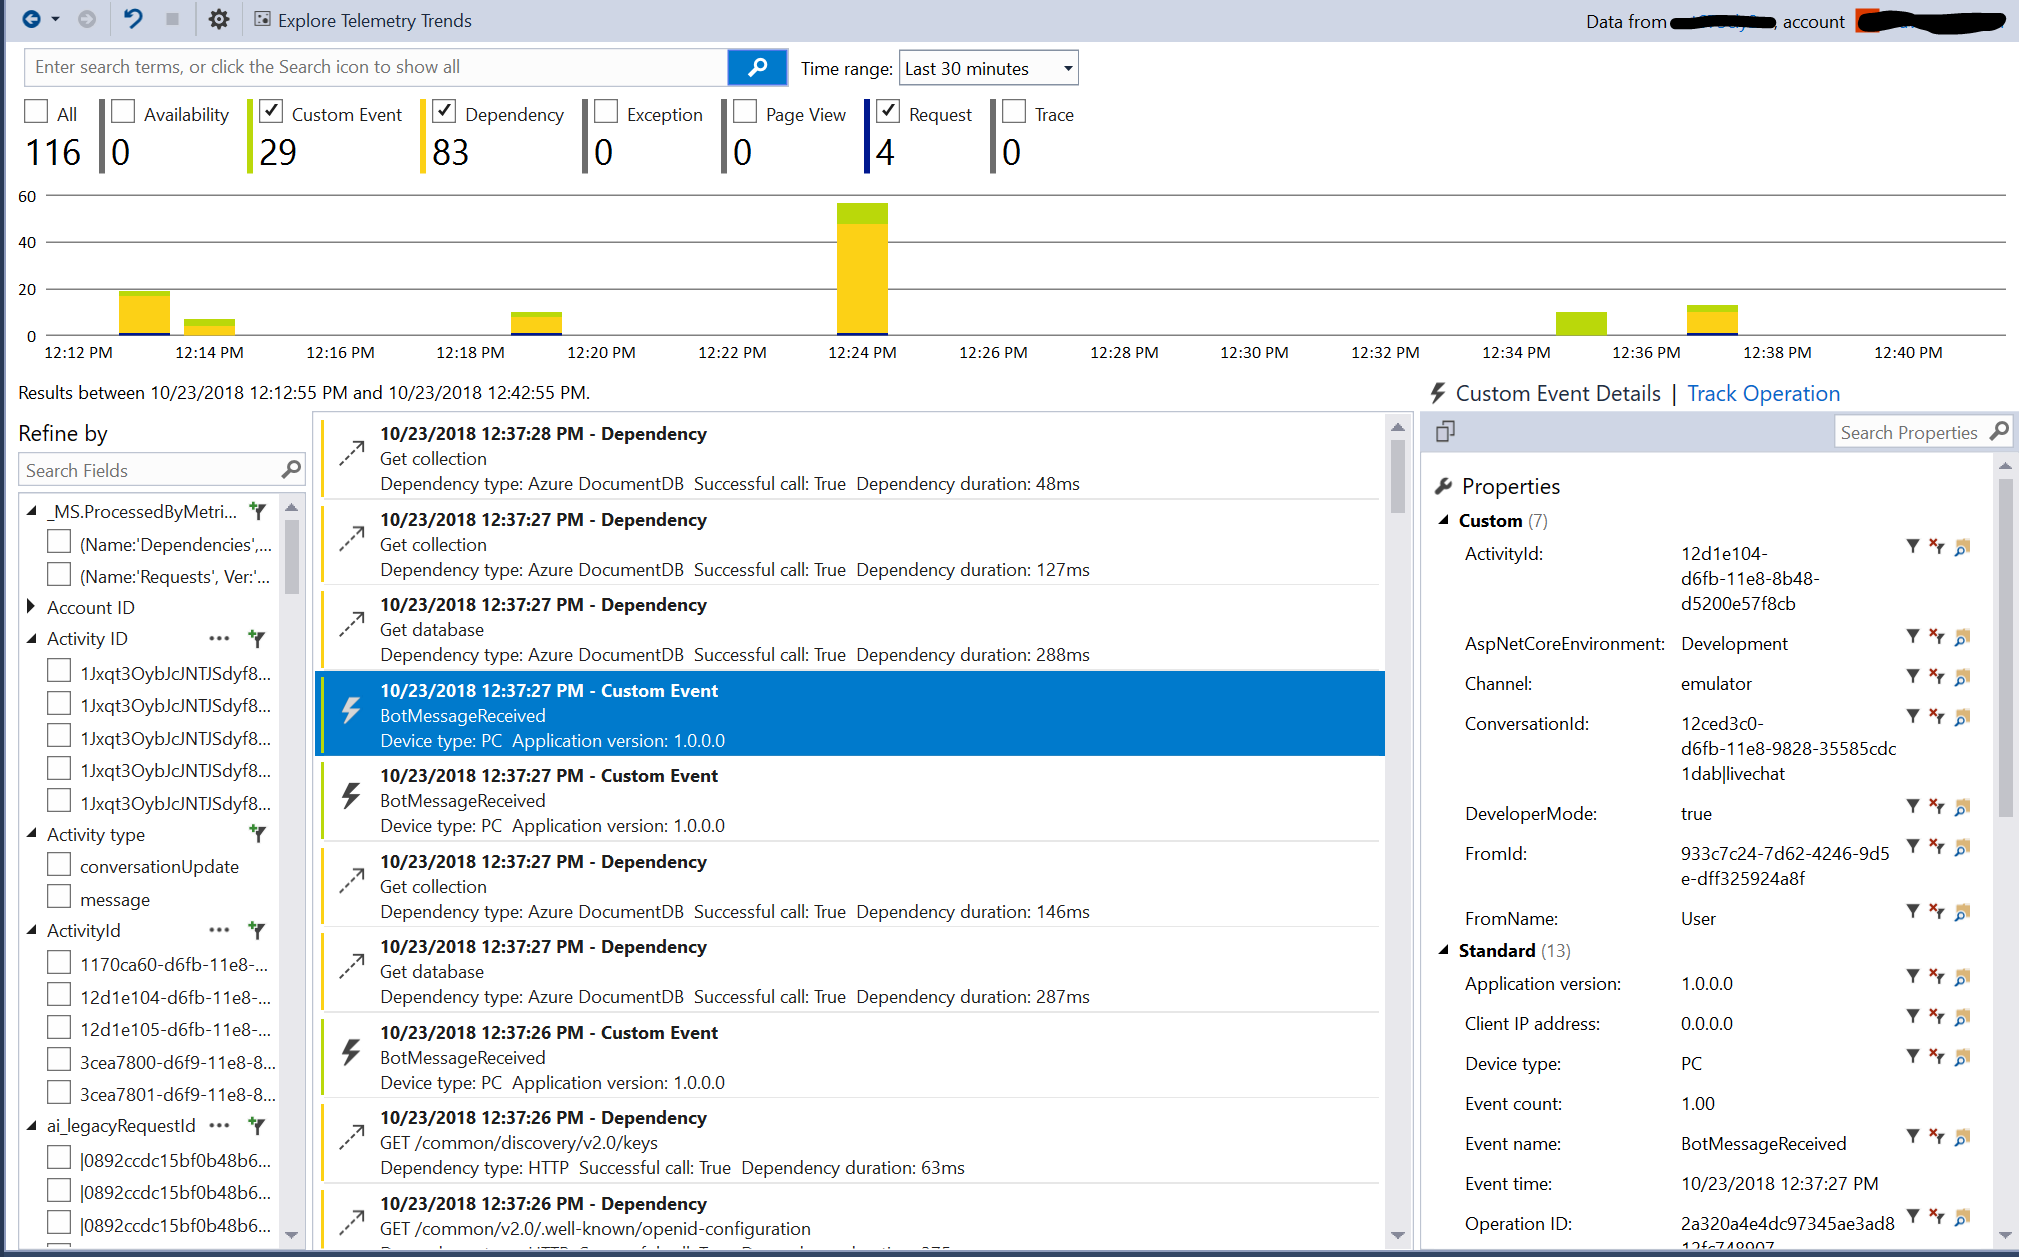 Explore Telemetry Trends
Data from , account
Enter search terms, or click the Search icon to show all
Time range: Last 30 minutes
All Availability Custom Event Dependency Exception Page View Request Trace
116 0 29 83 0 0 4 0
60
40
20
0
12:12 PM 12:14 PM 12:16 PM 12:18 PM 12:20 PM 12:22 PM 12:24 PM 12:26 PM 12:28 PM 12:30 PM 12:32 PM 12:34 PM 12:36 PM 12:38 PM 12:40 PM
Results between 10/23/2018 12:12:55 PM and 10/23/2018 12:42:55 PM.
Refine by
Search Fields
_MS.ProcessedByMetri...
(Name:'Dependencies',...
(Name:'Requests', Ver:'...
Account ID
Activity ID ...
1Jxqt3OybJcJNTJSdyf8...
1Jxqt3OybJcJNTJSdyf8...
1Jxqt3OybJcJNTJSdyf8...
1Jxqt3OybJcJNTJSdyf8...
1Jxqt3OybJcJNTJSdyf8...
Activity type
conversationUpdate
message
ActivityId ...
1170ca60-d6fb-11e8-...
12d1e104-d6fb-11e8-...
12d1e105-d6fb-11e8-...
3cea7800-d6f9-11e8-8...
3cea7801-d6f9-11e8-8...
ai_legacyRequestId ...
|0892ccdc15bf0b48b6...
|0892ccdc15bf0b48b6...
|0892ccdc15bf0b48b6...
10/23/2018 12:37:28 PM - Dependency
Get collection
Dependency type: Azure DocumentDB Successful call: True Dependency duration: 48ms
10/23/2018 12:37:27 PM - Dependency
Get collection
Dependency type: Azure DocumentDB Successful call: True Dependency duration: 127ms
10/23/2018 12:37:27 PM - Dependency
Get database
Dependency type: Azure DocumentDB Successful call: True Dependency duration: 288ms
10/23/2018 12:37:27 PM - Custom Event
BotMessageReceived
Device type: PC Application version: 1.0.0.0
10/23/2018 12:37:27 PM - Custom Event
BotMessageReceived
Device type: PC Application version: 1.0.0.0
10/23/2018 12:37:27 PM - Dependency
Get collection
Dependency type: Azure DocumentDB Successful call: True Dependency duration: 146ms
10/23/2018 12:37:27 PM - Dependency
Get database
Dependency type: Azure DocumentDB Successful call: True Dependency duration: 287ms
10/23/2018 12:37:26 PM - Custom Event
BotMessageReceived
Device type: PC Application version: 1.0.0.0
10/23/2018 12:37:26 PM - Dependency
GET /common/discovery/v2.0/keys
Dependency type: HTTP Successful call: True Dependency duration: 63ms
10/23/2018 12:37:26 PM - Dependency
GET /common/v2.0/.well-known/openid-configuration
Custom Event Details | Track Operation
Search Properties
Properties
Custom (7)
ActivityId: 12d1e104-
d6fb-11e8-8b48-
d5200e57f8cb
AspNetCoreEnvironment: Development
Channel: emulator
ConversationId: 12ced3c0-
d6fb-11e8-9828-35585cdc
1dab|livechat
DeveloperMode: true
FromId: 933c7c24-7d62-4246-9d5
e-dff325924a8f
FromName: User
Standard (13)
Application version: 1.0.0.0
Client IP address: 0.0.0.0
Device type: PC
Event count: 1.00
Event name: BotMessageReceived
Event time: 10/23/2018 12:37:27 PM
Operation ID: 2a320a4e4dc97345ae3ad8